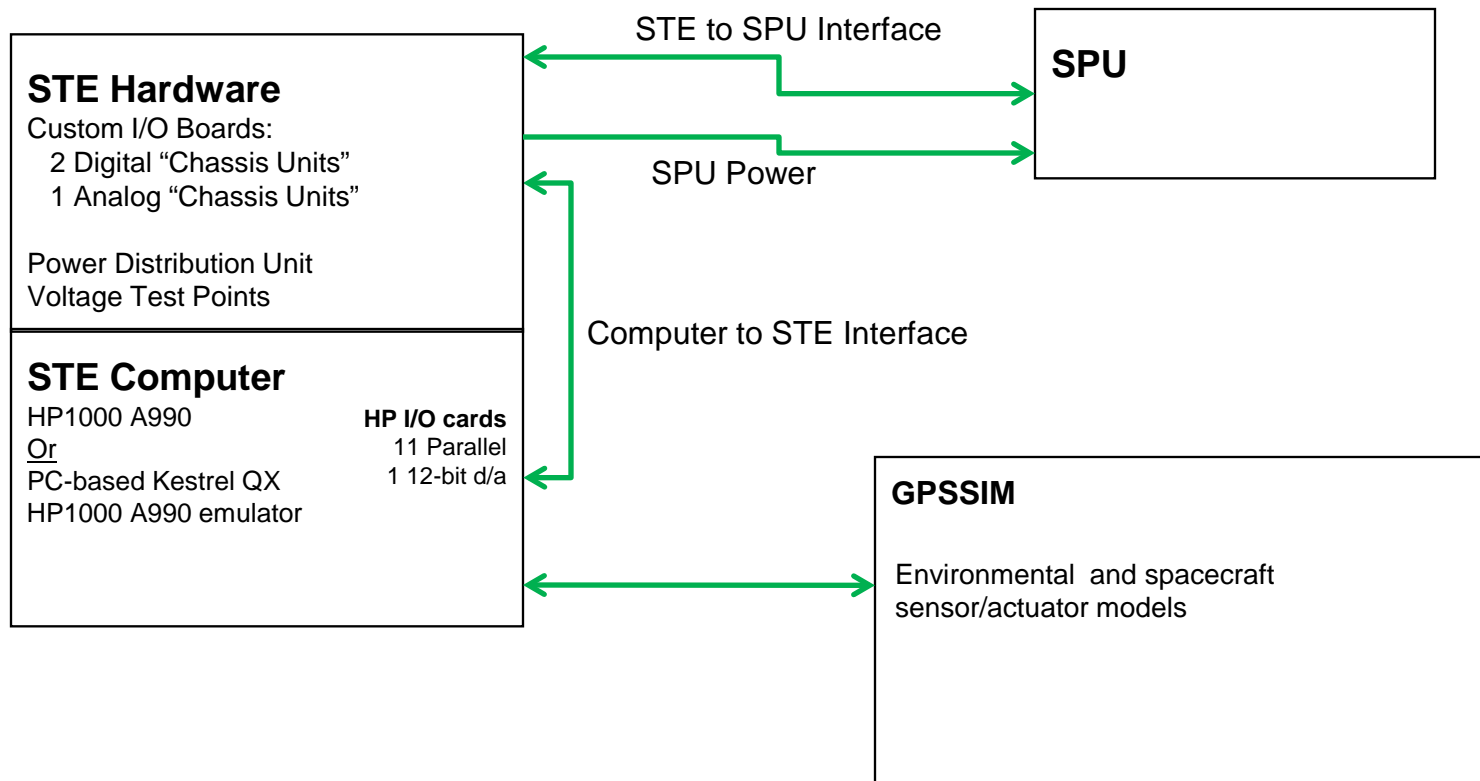 STE to SPU Interface
STE Hardware
Custom I/O Boards:
2 Digital “Chassis Units”
1 Analog “Chassis Units”
Power Distribution Unit
Voltage Test Points
SPU
SPU Power
Computer to STE Interface
STE Computer
HP1000 A990
Or
PC-based Kestrel QX
HP1000 A990 emulator
HP I/O cards
11 Parallel
1 12-bit d/a
GPSSIM
Environmental and spacecraft
sensor/actuator models